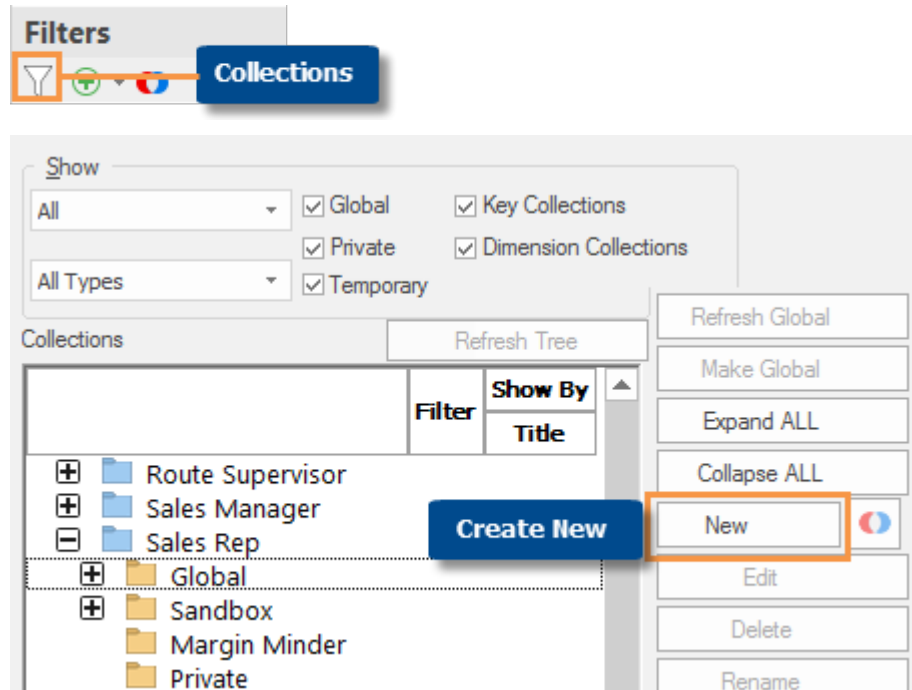 Filters
Collections
Show
All
Global
Key Collections
Private
Dimension Collections
All Types
Temporary
Refresh Global
Collections
Refresh Tree
Make Global
Filter
Show By
Title
Expand ALL
Route Supervisor
Collapse ALL
Sales Manager
Create New
New
Sales Rep
Global
Edit
Sandbox
Delete
Margin Minder
Private
Rename